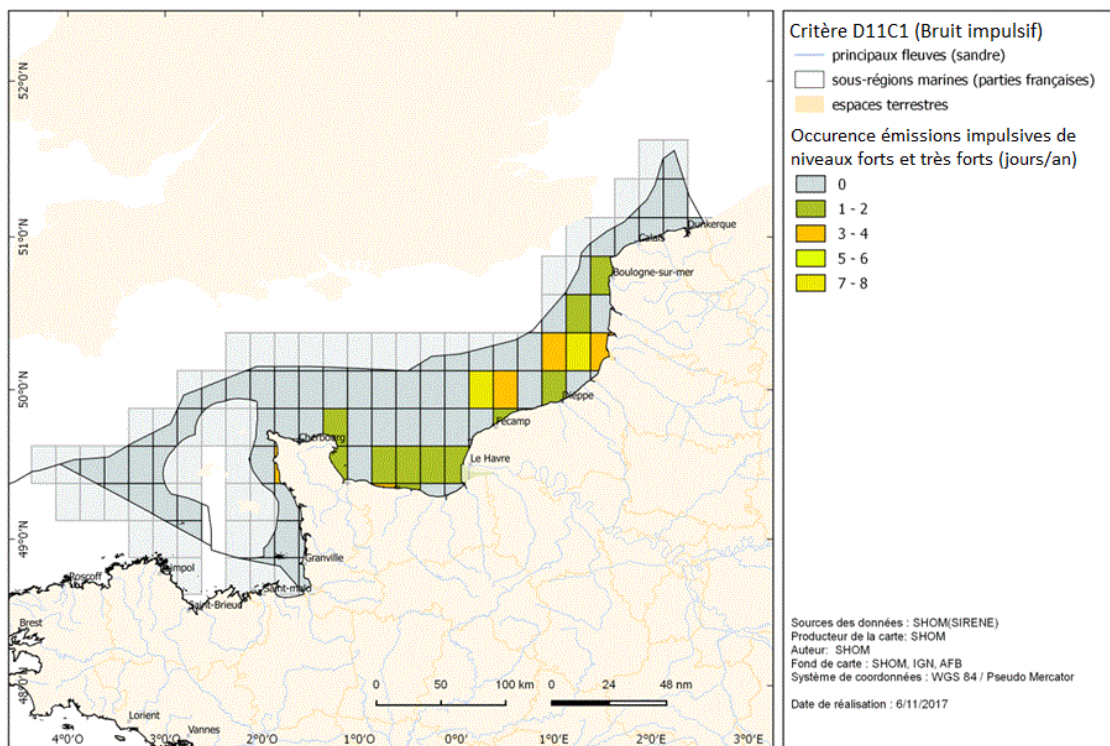 Critère D11C1 (Bruit impulsif)
principaux fleuves (sandre)
sous-régions marines (parties françaises)
espaces terrestres
Occurence émissions impulsives de
niveaux forts et très forts (jours/an)
0
1 - 2
3 - 4
5 - 6
7 - 8
52°0'N
51°0'N
50°0'N
49°0'N
48°0'N
Dunkerque
Calais
Boulogne-sur-mer
Dieppe
Fécamp
Cherbourg
Le Havre
Granville
Paimpol
Roscoff
Saint-malo
Saint-Brieuc
Brest
Lorient
Vannes
0 50 100 km
0 24 48 nm
4°0'O 3°0'O 2°0'O 1°0'O 0°0' 1°0'E 2°0'E 3°0'E
Sources des données : SHOM(SIRENE)
Producteur de la carte: SHOM
Auteur: SHOM
Fond de carte : SHOM, IGN, AFB
Système de coordonnées : WGS 84 / Pseudo Mercator
Date de réalisation : 6/11/2017